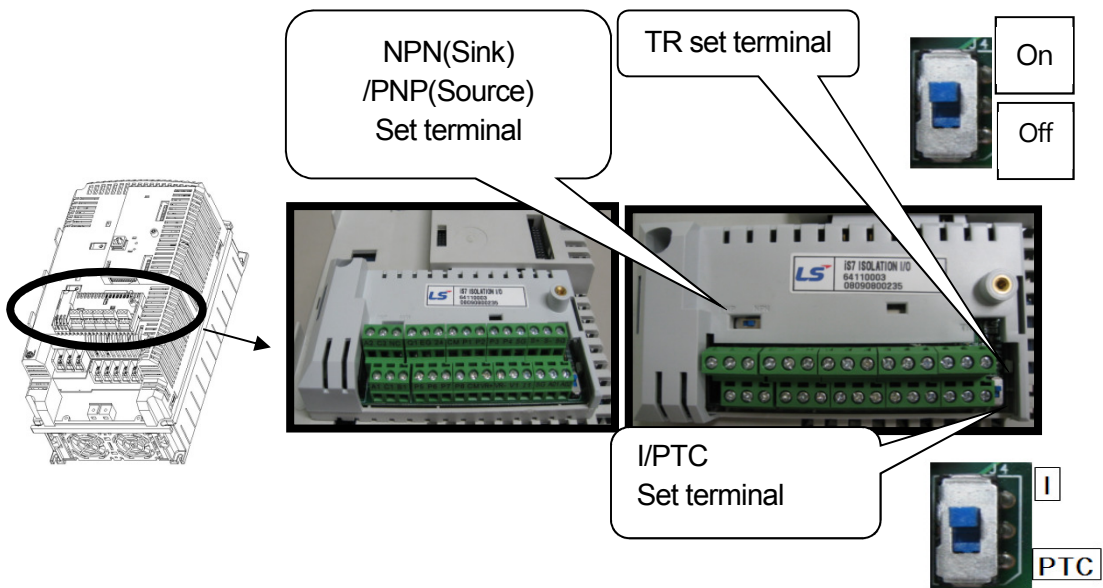 NPN(Sink)
/PNP(Source)
Set terminal
TR set terminal
On
Off
LS
iS7 ISOLATION I/O
64110003
08090800235
LS
iS7 ISOLATION I/O
64110003
08090800235
I/PTC
Set terminal
I
PTC